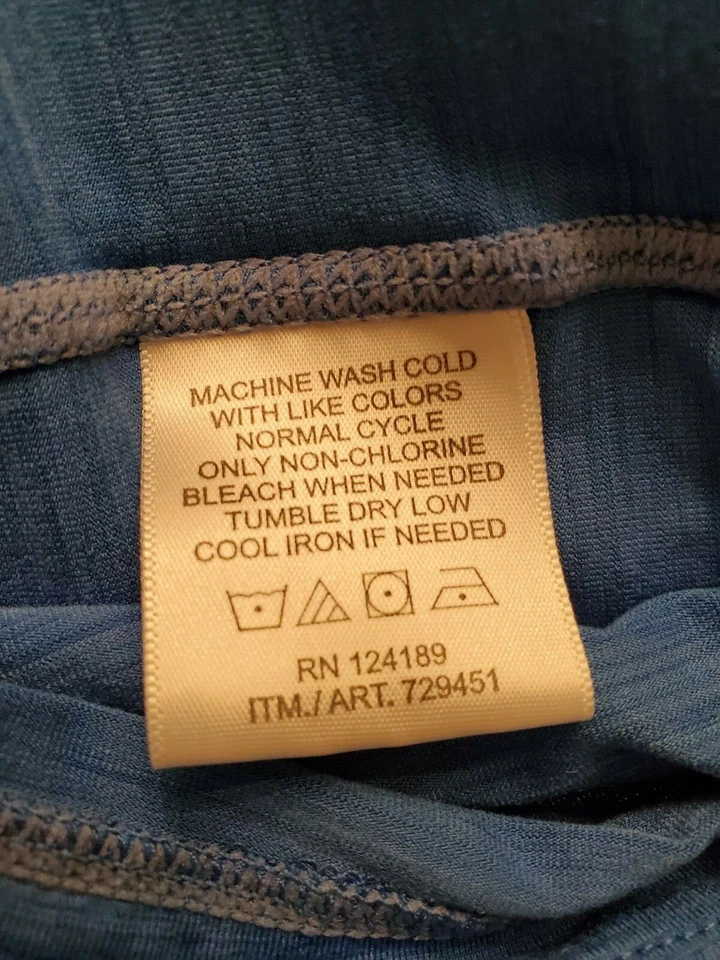 MACHINE WASH COLD
WITH LIKE COLORS
NORMAL CYCLE
ONLY NON-CHLORINE
BLEACH WHEN NEEDED
TUMBLE DRY LOW
COOL IRON IF NEEDED
RN 124189
ITM./ART. 729451